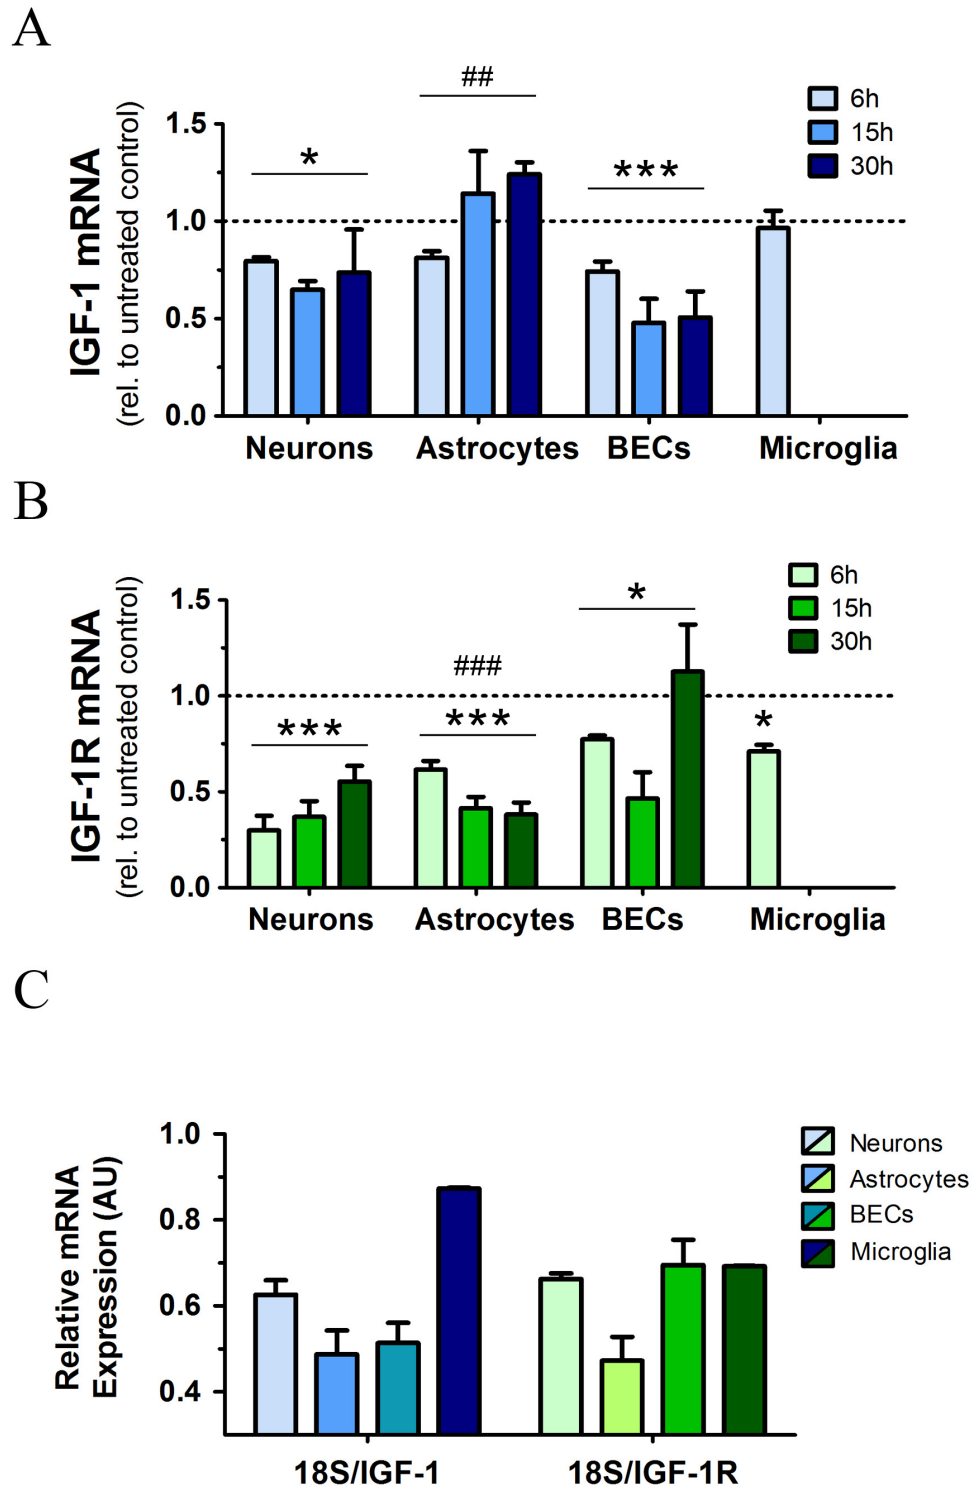 A
##
6h
15h
30h
*
***
1.5
1.0
0.5
0.0
IGF-1 mRNA
(rel. to untreated control)
Neurons Astrocytes BECs Microglia
B
6h
15h
30h
*
###
***
***
*
1.5
1.0
0.5
0.0
IGF-1R mRNA
(rel. to untreated control)
Neurons Astrocytes BECs Microglia
C
1.0
0.8
0.6
0.4
Relative mRNA
Expression (AU)
Neurons
Astrocytes
BECs
Microglia
18S/IGF-1 18S/IGF-1R